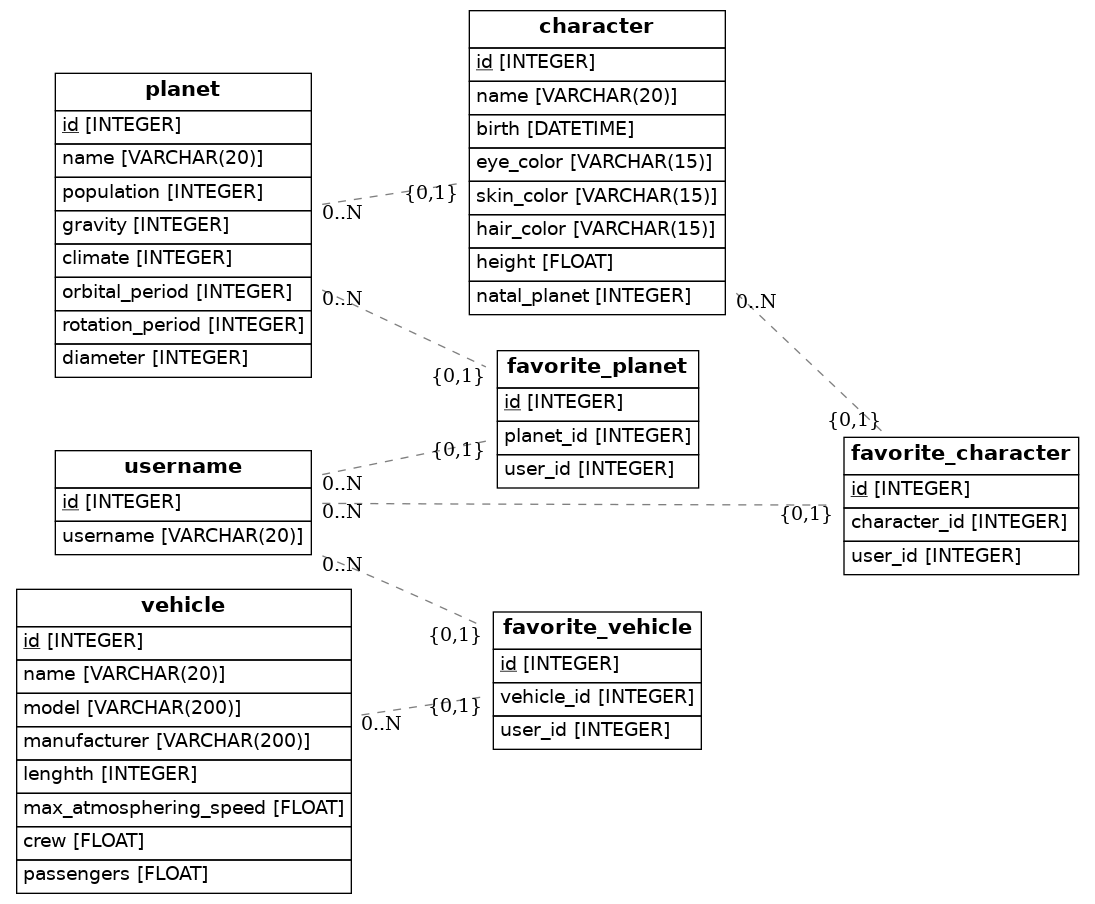 character
id [INTEGER]
name [VARCHAR(20)]
birth [DATETIME]
eye_color [VARCHAR(15)]
skin_color [VARCHAR(15)]
hair_color [VARCHAR(15)]
height [FLOAT]
natal_planet [INTEGER]
planet
id [INTEGER]
name [VARCHAR(20)]
population [INTEGER]
gravity [INTEGER]
climate [INTEGER]
orbital_period [INTEGER]
rotation_period [INTEGER]
diameter [INTEGER]
0..N
{0,1}
0..N
{0,1}
0..N
{0,1}
favorite_planet
id [INTEGER]
planet_id [INTEGER]
user_id [INTEGER]
favorite_character
id [INTEGER]
character_id [INTEGER]
user_id [INTEGER]
username
id [INTEGER]
username [VARCHAR(20)]
0..N
{0,1}
0..N
{0,1}
0..N
{0,1}
vehicle
id [INTEGER]
name [VARCHAR(20)]
model [VARCHAR(200)]
manufacturer [VARCHAR(200)]
lenghth [INTEGER]
max_atmosphering_speed [FLOAT]
crew [FLOAT]
passengers [FLOAT]
0..N
{0,1}
favorite_vehicle
id [INTEGER]
vehicle_id [INTEGER]
user_id [INTEGER]